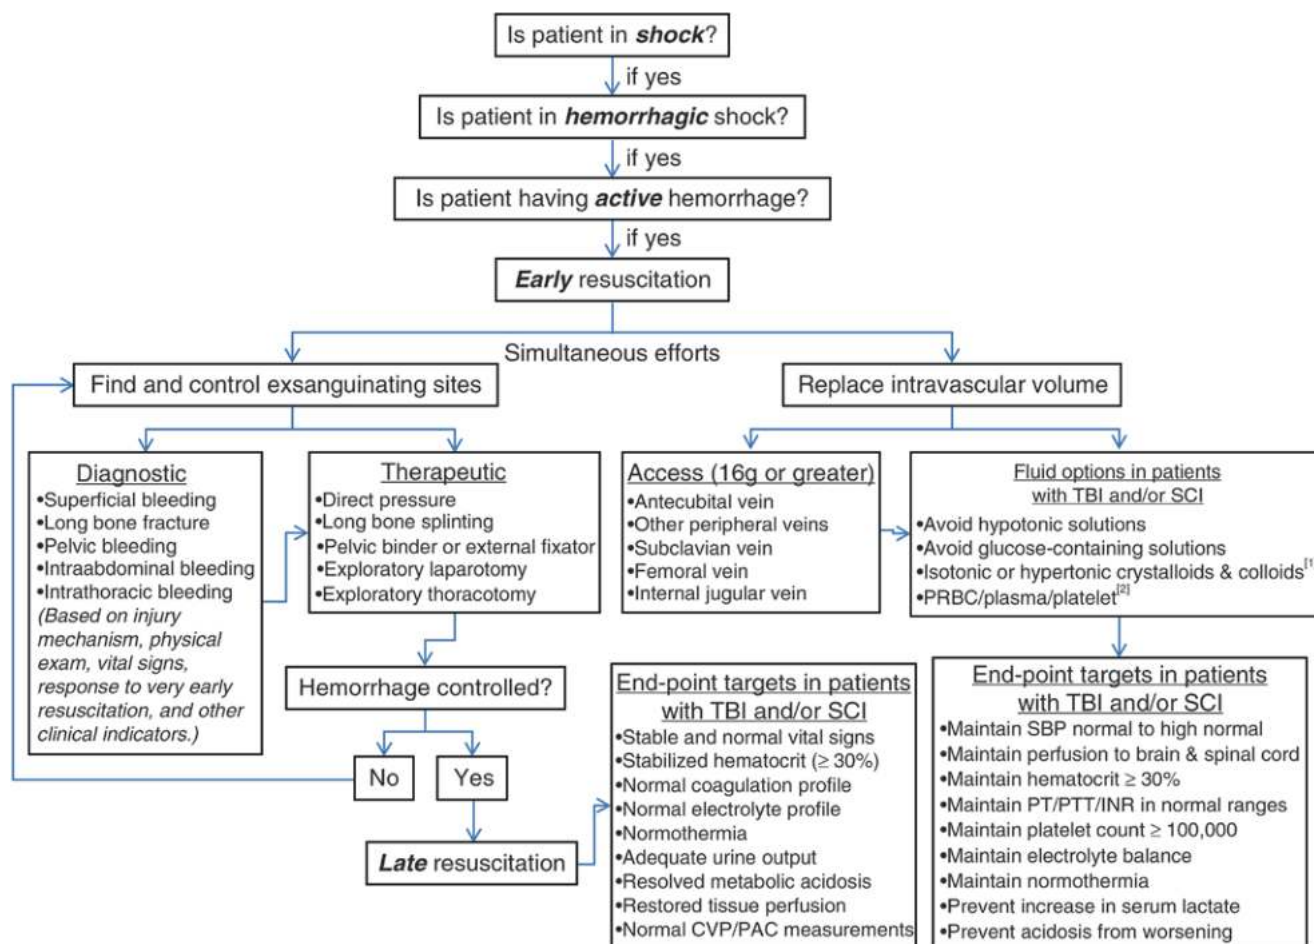 Is patient in shock?
if yes
Is patient in hemorrhagic shock?
if yes
Is patient having active hemorrhage?
if yes
Early resuscitation
Simultaneous efforts
Find and control exsanguinating sites
Replace intravascular volume
Diagnostic
•Superficial bleeding
•Long bone fracture
•Pelvic bleeding
•Intraabdominal bleeding
•Intrathoracic bleeding
(Based on injury
mechanism, physical
exam, vital signs,
response to very early
resuscitation, and other
clinical indicators.)
Therapeutic
•Direct pressure
•Long bone splinting
•Pelvic binder or external fixator
•Exploratory laparotomy
•Exploratory thoracotomy
Access (16g or greater)
•Antecubital vein
•Other peripheral veins
•Subclavian vein
•Femoral vein
•Internal jugular vein
Fluid options in patients
with TBI and/or SCI
•Avoid hypotonic solutions
•Avoid glucose-containing solutions
•Isotonic or hypertonic crystalloids & colloids[1
•PRBC/plasma/platelet[2]
Hemorrhage controlled?
No
Yes
Late resuscitation
End-point targets in patients
with TBI and/or SCI
•Stable and normal vital signs
•Stabilized hematocrit (≥ 30%)
•Normal coagulation profile
•Normal electrolyte profile
•Normothermia
•Adequate urine output
•Resolved metabolic acidosis
•Restored tissue perfusion
•Normal CVP/PAC measurements
End-point targets in patients
with TBI and/or SCI
•Maintain SBP normal to high normal
•Maintain perfusion to brain & spinal cord
•Maintain hematocrit ≥ 30%
•Maintain PT/PTT/INR in normal ranges
•Maintain platelet count ≥ 100,000
•Maintain electrolyte balance
•Maintain normothermia
•Prevent increase in serum lactate
•Prevent acidosis from worsening